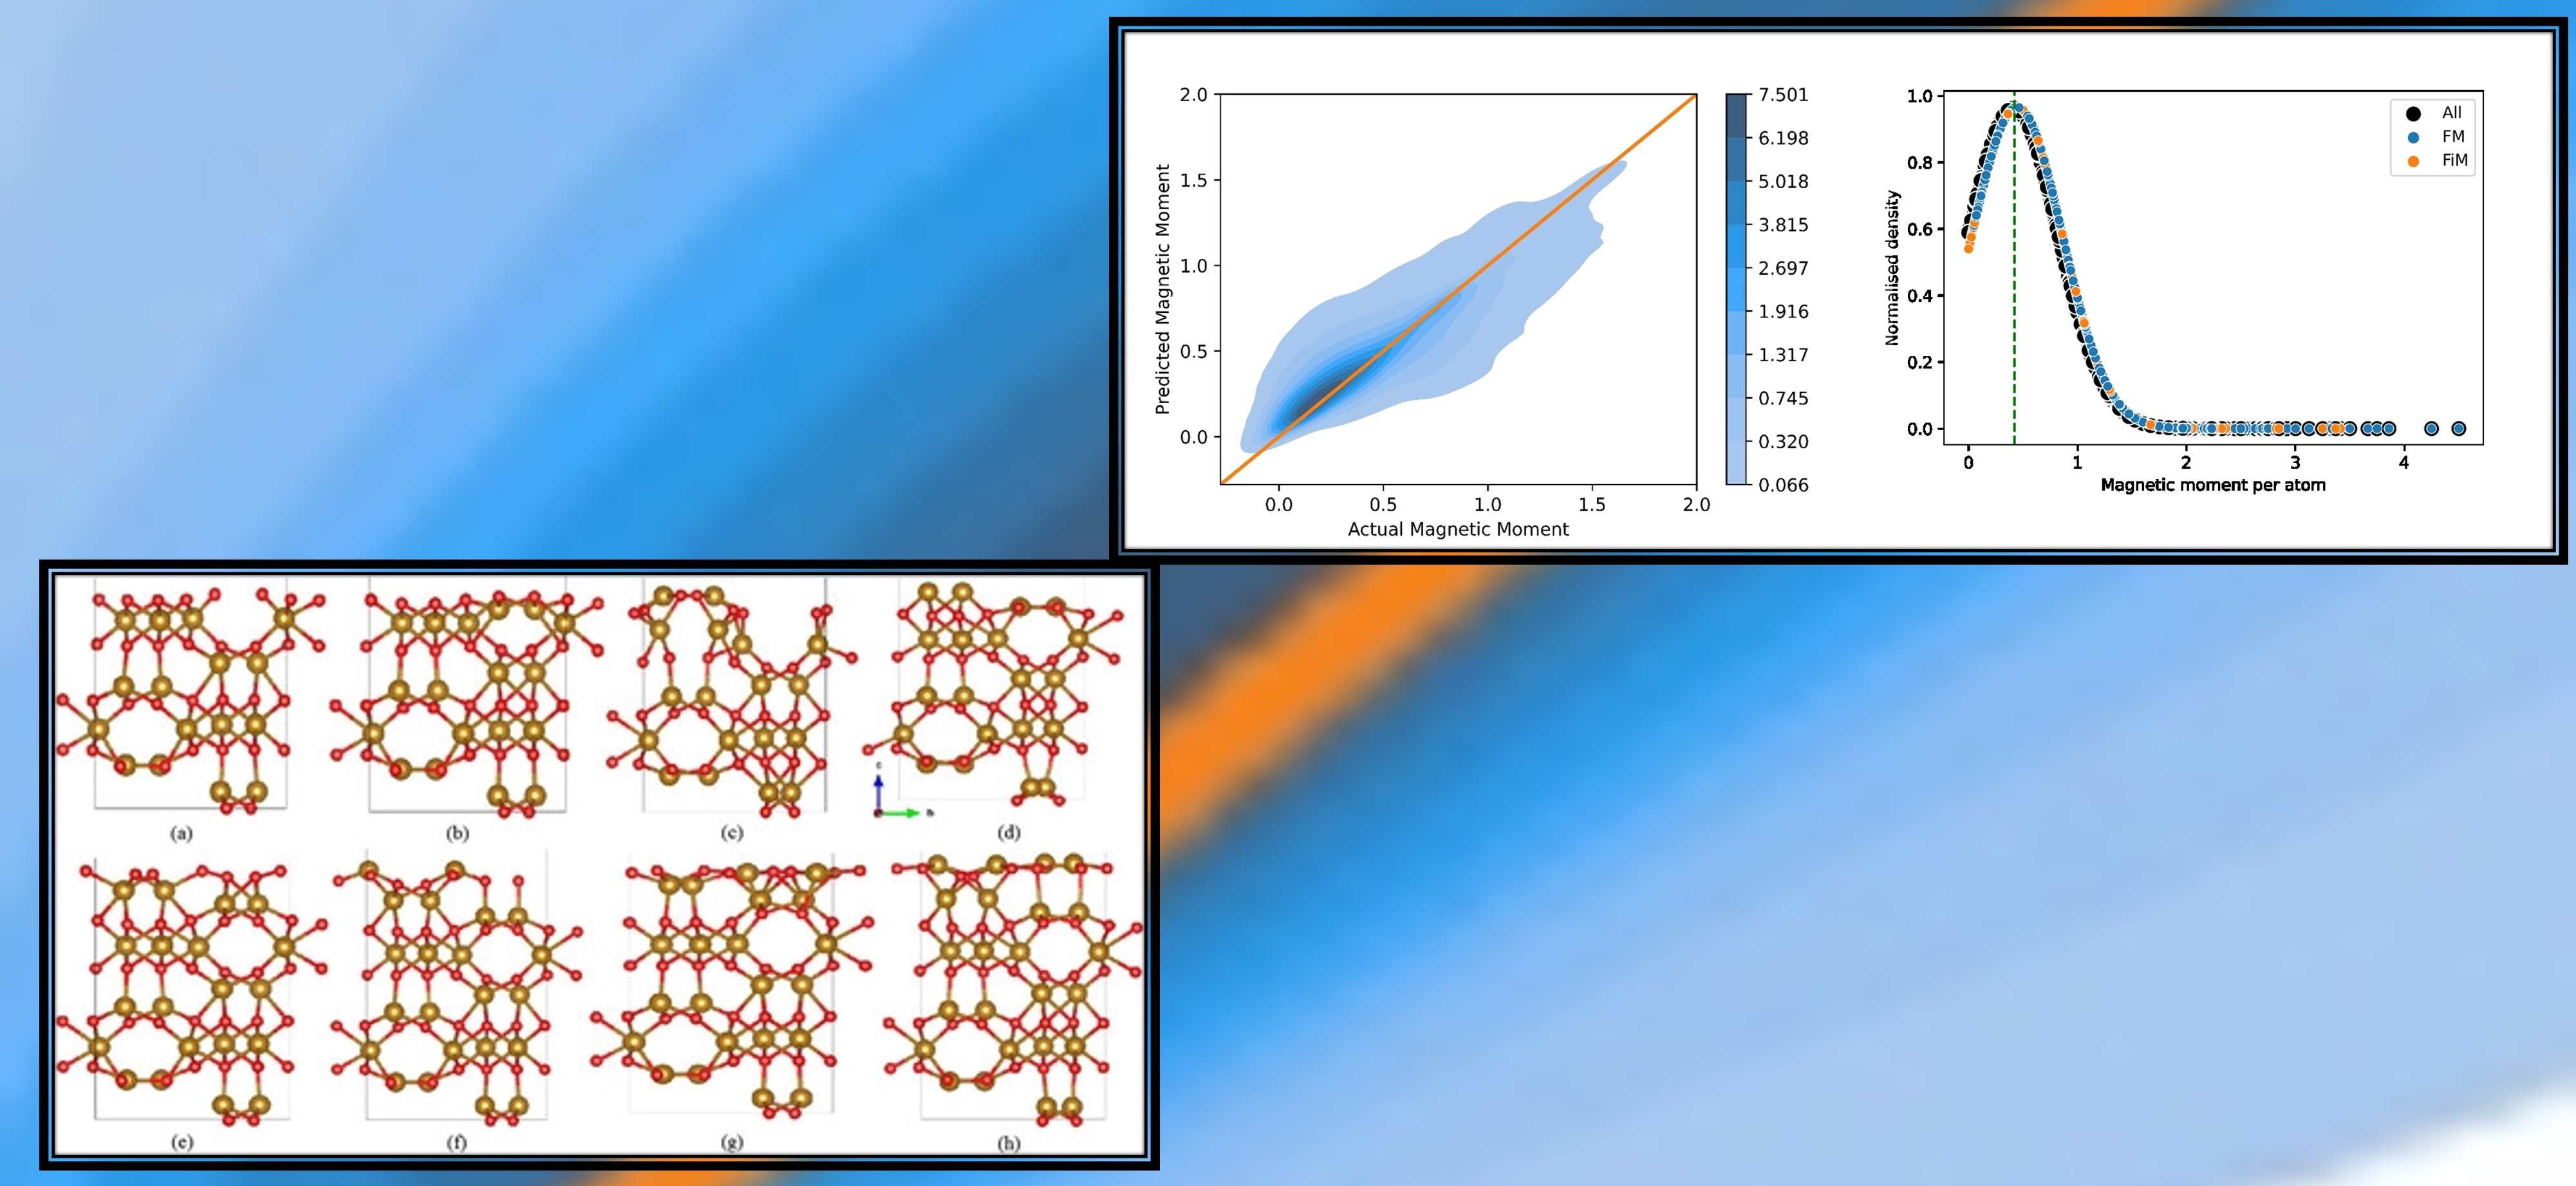 2.0
1.5
1.0
0.5
0.0
Predicted Magnetic Moment
0.0 0.5 1.0 1.5 2.0
Actual Magnetic Moment
7.501
6.198
5.018
3.815
2.697
1.916
1.317
0.745
0.320
0.066
1.0
0.8
0.6
0.4
0.2
0.0
Normalised density
All
FM
FiM
0 1 2 3 4
Magnetic moment per atom
(a) (b) (c) (d)
(e) (f) (g) (h)